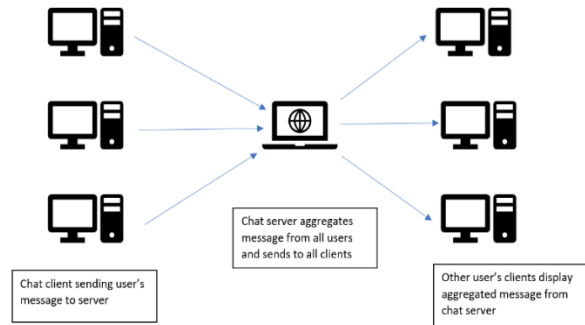 Chat server aggregates
message from all users
and sends to all clients
Chat client sending user's
message to server
Other user's clients display
aggregated message from
chat server